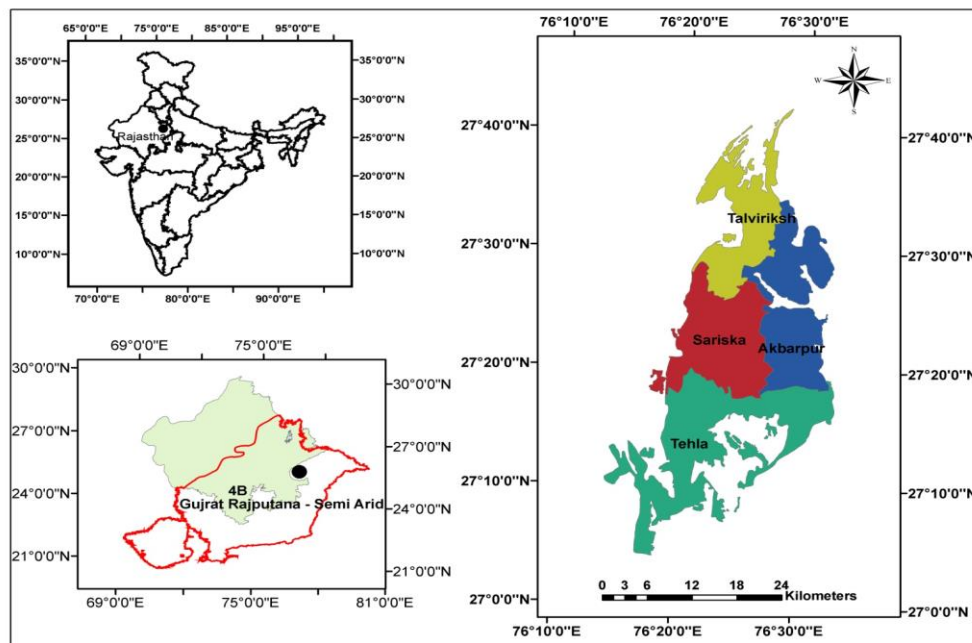 65°0'0"E 75°0'0"E 85°0'0"E 95°0'0"E
35°0'0"N 35°0'0"N
30°0'0"N 30°0'0"N
25°0'0"N 25°0'0"N
20°0'0"N 20°0'0"N
15°0'0"N 15°0'0"N
10°0'0"N 10°0'0"N
Rajasthan
70°0'0"E 80°0'0"E 90°0'0"E
69°0'0"E 75°0'0"E
30°0'0"N 30°0'0"N
27°0'0"N 27°0'0"N
24°0'0"N 24°0'0"N
21°0'0"N 21°0'0"N
4B
Gujrat Rajputana - Semi Arid
69°0'0"E 75°0'0"E 81°0'0"E
76°10'0"E 76°20'0"E 76°30'0"E
N
W E
S
27°40'0"N 27°40'0"N
Talviriksh
27°30'0"N 27°30'0"N
Sariska Akbarpur
27°20'0"N 27°20'0"N
Tehla
27°10'0"N 27°10'0"N
0 3 6 12 18 24
Kilometers
27°0'0"N 27°0'0"N
76°10'0"E 76°20'0"E 76°30'0"E